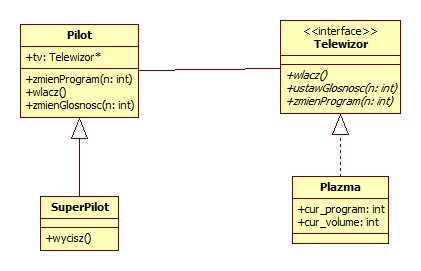 Pilot
+tv: Telewizor*
+zmienProgram(n: int)
+wlacz()
+zmienGlosnosc(n: int)
<<interface>>
Telewizor
+wlacz()
+ustawGlosnosc(n: int)
+zmienProgram(n: int)
SuperPilot
+wycisz()
Plazma
+cur_program: int
+cur_volume: int